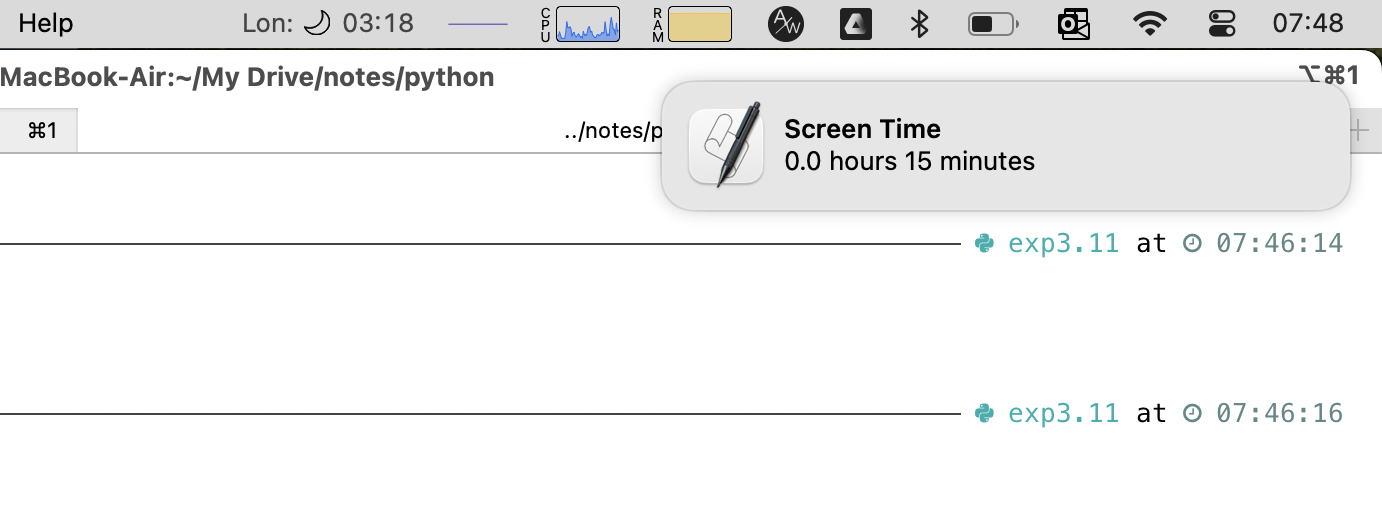 Help Lon: 03:18 CPU RAM A/W 07:48
MacBook-Air:~/My Drive/notes/python ⌥⌘1
⌘1 ../notes/p +
Screen Time
0.0 hours 15 minutes
exp3.11 at 07:46:14
exp3.11 at 07:46:16